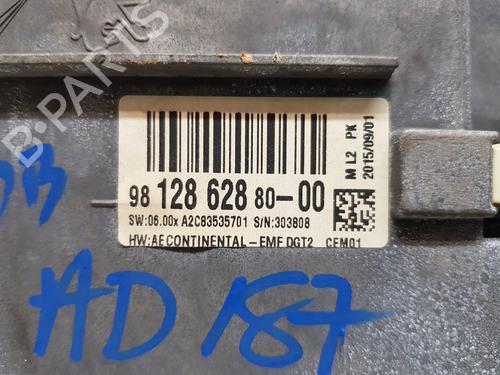 B-PARTS
M L2 PK
2015/09/01
98 128 628 80-00
SW:06.00x A2C83535701 S/N:303808
HW:AECONTINENTAL-EMF DGT2 CEM01
AD 187